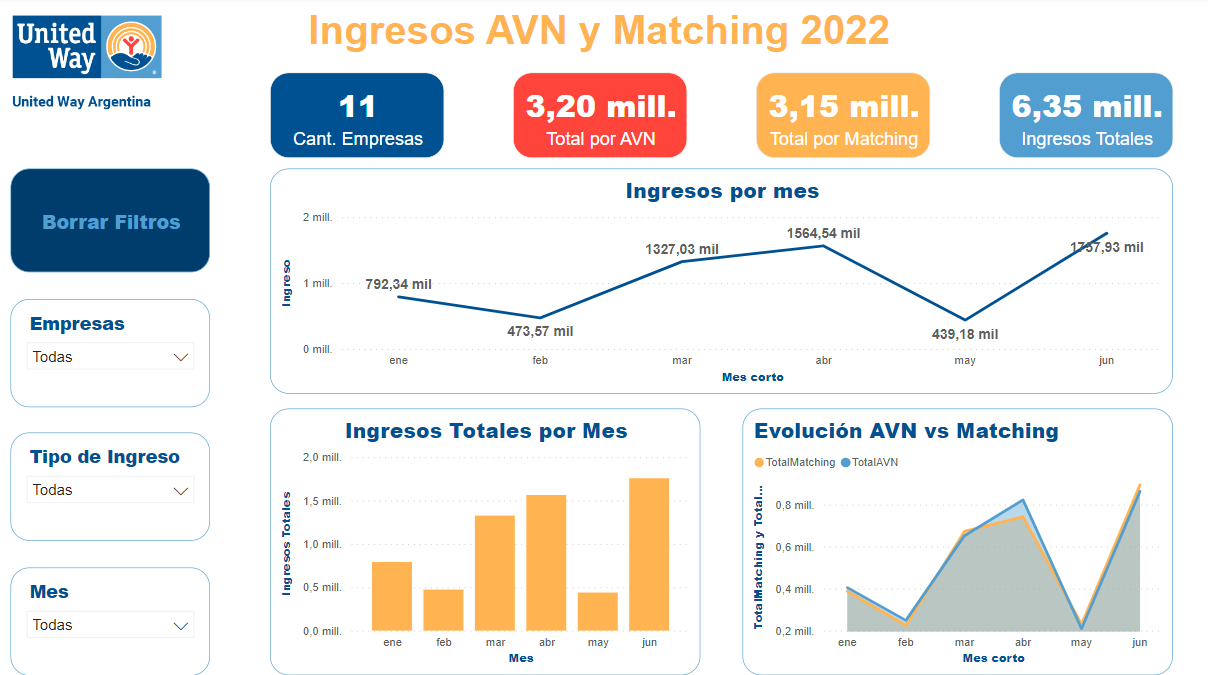 United
Way
United Way Argentina
Ingresos AVN y Matching 2022
11
Cant. Empresas
3,20 mill.
Total por AVN
3,15 mill.
Total por Matching
6,35 mill.
Ingresos Totales
Borrar Filtros
Empresas
Todas
Tipo de Ingreso
Todas
Mes
Todas
Ingresos por mes
Ingreso
2 mill.
1 mill.
0 mill.
792,34 mil
473,57 mil
1327,03 mil
1564,54 mil
439,18 mil
1757,93 mil
ene feb mar abr may jun
Mes corto
Ingresos Totales por Mes
Ingresos Totales
2,0 mill.
1,5 mill.
1,0 mill.
0,5 mill.
0,0 mill.
ene feb mar abr may jun
Mes
Evolución AVN vs Matching
TotalMatching TotalAVN
TotalMatching y Total...
0,8 mill.
0,6 mill.
0,4 mill.
0,2 mill.
ene feb mar abr may jun
Mes corto